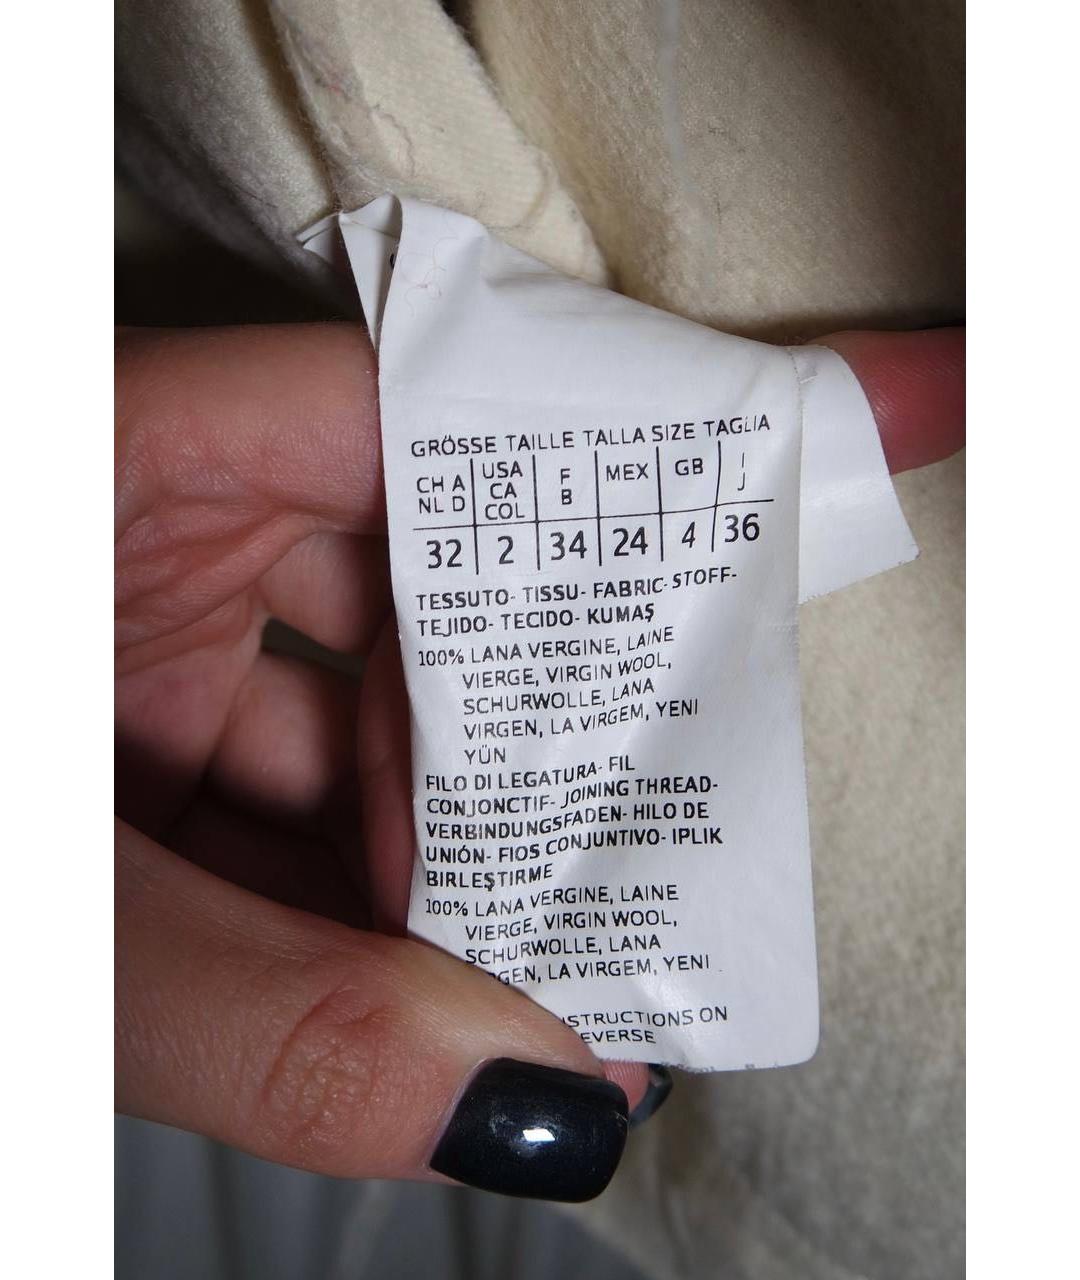 GRÖSSE TAILLE TALLA SIZE TAGLIA
CH A NL D USA CA COL F B MEX GB I J
32 2 34 24 4 36
TESSUTO- TISSU- FABRIC- STOFF-
TEJIDO- TECIDO- KUMAŞ
100% LANA VERGINE, LAINE
VIERGE, VIRGIN WOOL,
SCHURWOLLE, LANA
VIRGEN, LA VIRGEM, YENI
YÜN
FILO DI LEGATURA- FIL
CONJONCTIF- JOINING THREAD-
VERBINDUNGSFADEN- HILO DE
UNIÓN- FIOS CONJUNTIVO- IPLIK
BIRLEŞTIRME
100% LANA VERGINE, LAINE
VIERGE, VIRGIN WOOL,
SCHURWOLLE, LANA
GEN, LA VIRGEM, YENI
STRUCTIONS ON
EVERSE